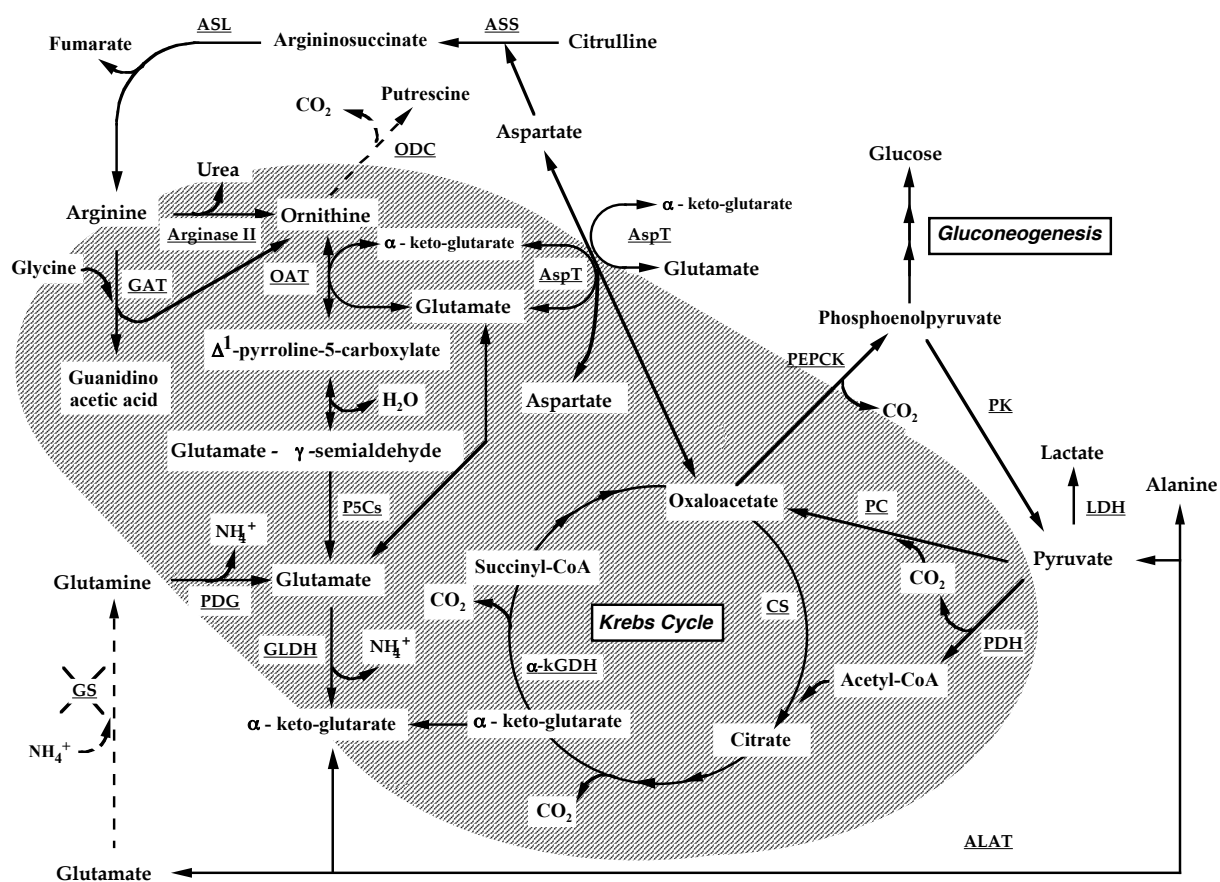 ASL
ASS
Fumarate
Argininosuccinate
Citrulline
Putrescine
CO₂
Aspartate
ODC
Glucose
Urea
Arginine
Ornithine
α - keto-glutarate
Arginase II
α - keto-glutarate
AspT
Gluconeogenesis
Glycine
GAT
OAT
AspT
Glutamate
Glutamate
Phosphoenolpyruvate
Δ¹-pyrroline-5-carboxylate
PEPCK
Guanidino
acetic acid
H₂O
Aspartate
CO₂
PK
Glutamate - γ -semialdehyde
Lactate
Alanine
Oxaloacetate
P5Cs
PC
LDH
NH₄⁺
Pyruvate
Glutamine
Glutamate
Succinyl-CoA
CO₂
PDG
CO₂
Krebs Cycle
CS
GLDH
NH₄⁺
α-kGDH
PDH
GS
Acetyl-CoA
α - keto-glutarate
α - keto-glutarate
Citrate
NH₄⁺
CO₂
ALAT
Glutamate